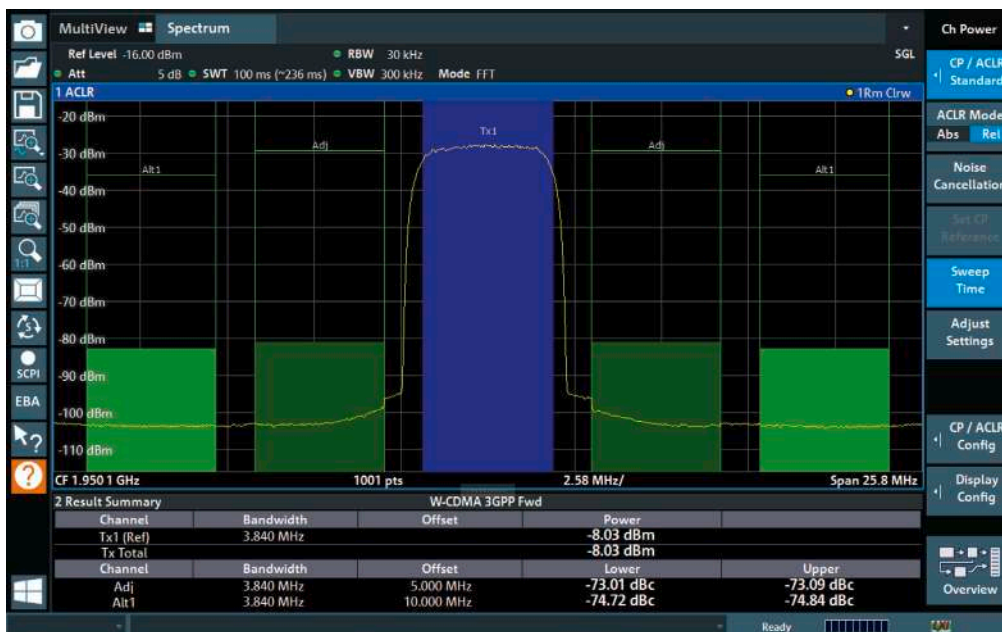 MultiView Spectrum Ch Power
Ref Level -16.00 dBm RBW 30 kHz SGL
Att 5 dB SWT 100 ms (~236 ms) VBW 300 kHz Mode FFT
CP / ACLR
Standard
1 ACLR 1Rm Clrw
ACLR Mode
Abs Rel
-20 dBm
Tx1
Adj Adj
-30 dBm
Alt1 Alt1
Noise
Cancellation
-40 dBm
Set CP
Reference
-50 dBm
1:1
-60 dBm
Sweep
Time
-70 dBm
Adjust
Settings
-80 dBm
SCPI
-90 dBm
EBA
-100 dBm
CP / ACLR
Config
-110 dBm
CF 1.950 1 GHz 1001 pts 2.58 MHz/ Span 25.8 MHz
Display
Config
2 Result Summary W-CDMA 3GPP Fwd
Channel Bandwidth Offset Power
Tx1 (Ref) 3.840 MHz -8.03 dBm
Tx Total -8.03 dBm
Channel Bandwidth Offset Lower Upper
Adj 3.840 MHz 5.000 MHz -73.01 dBc -73.09 dBc
Alt1 3.840 MHz 10.000 MHz -74.72 dBc -74.84 dBc
Overview
Ready